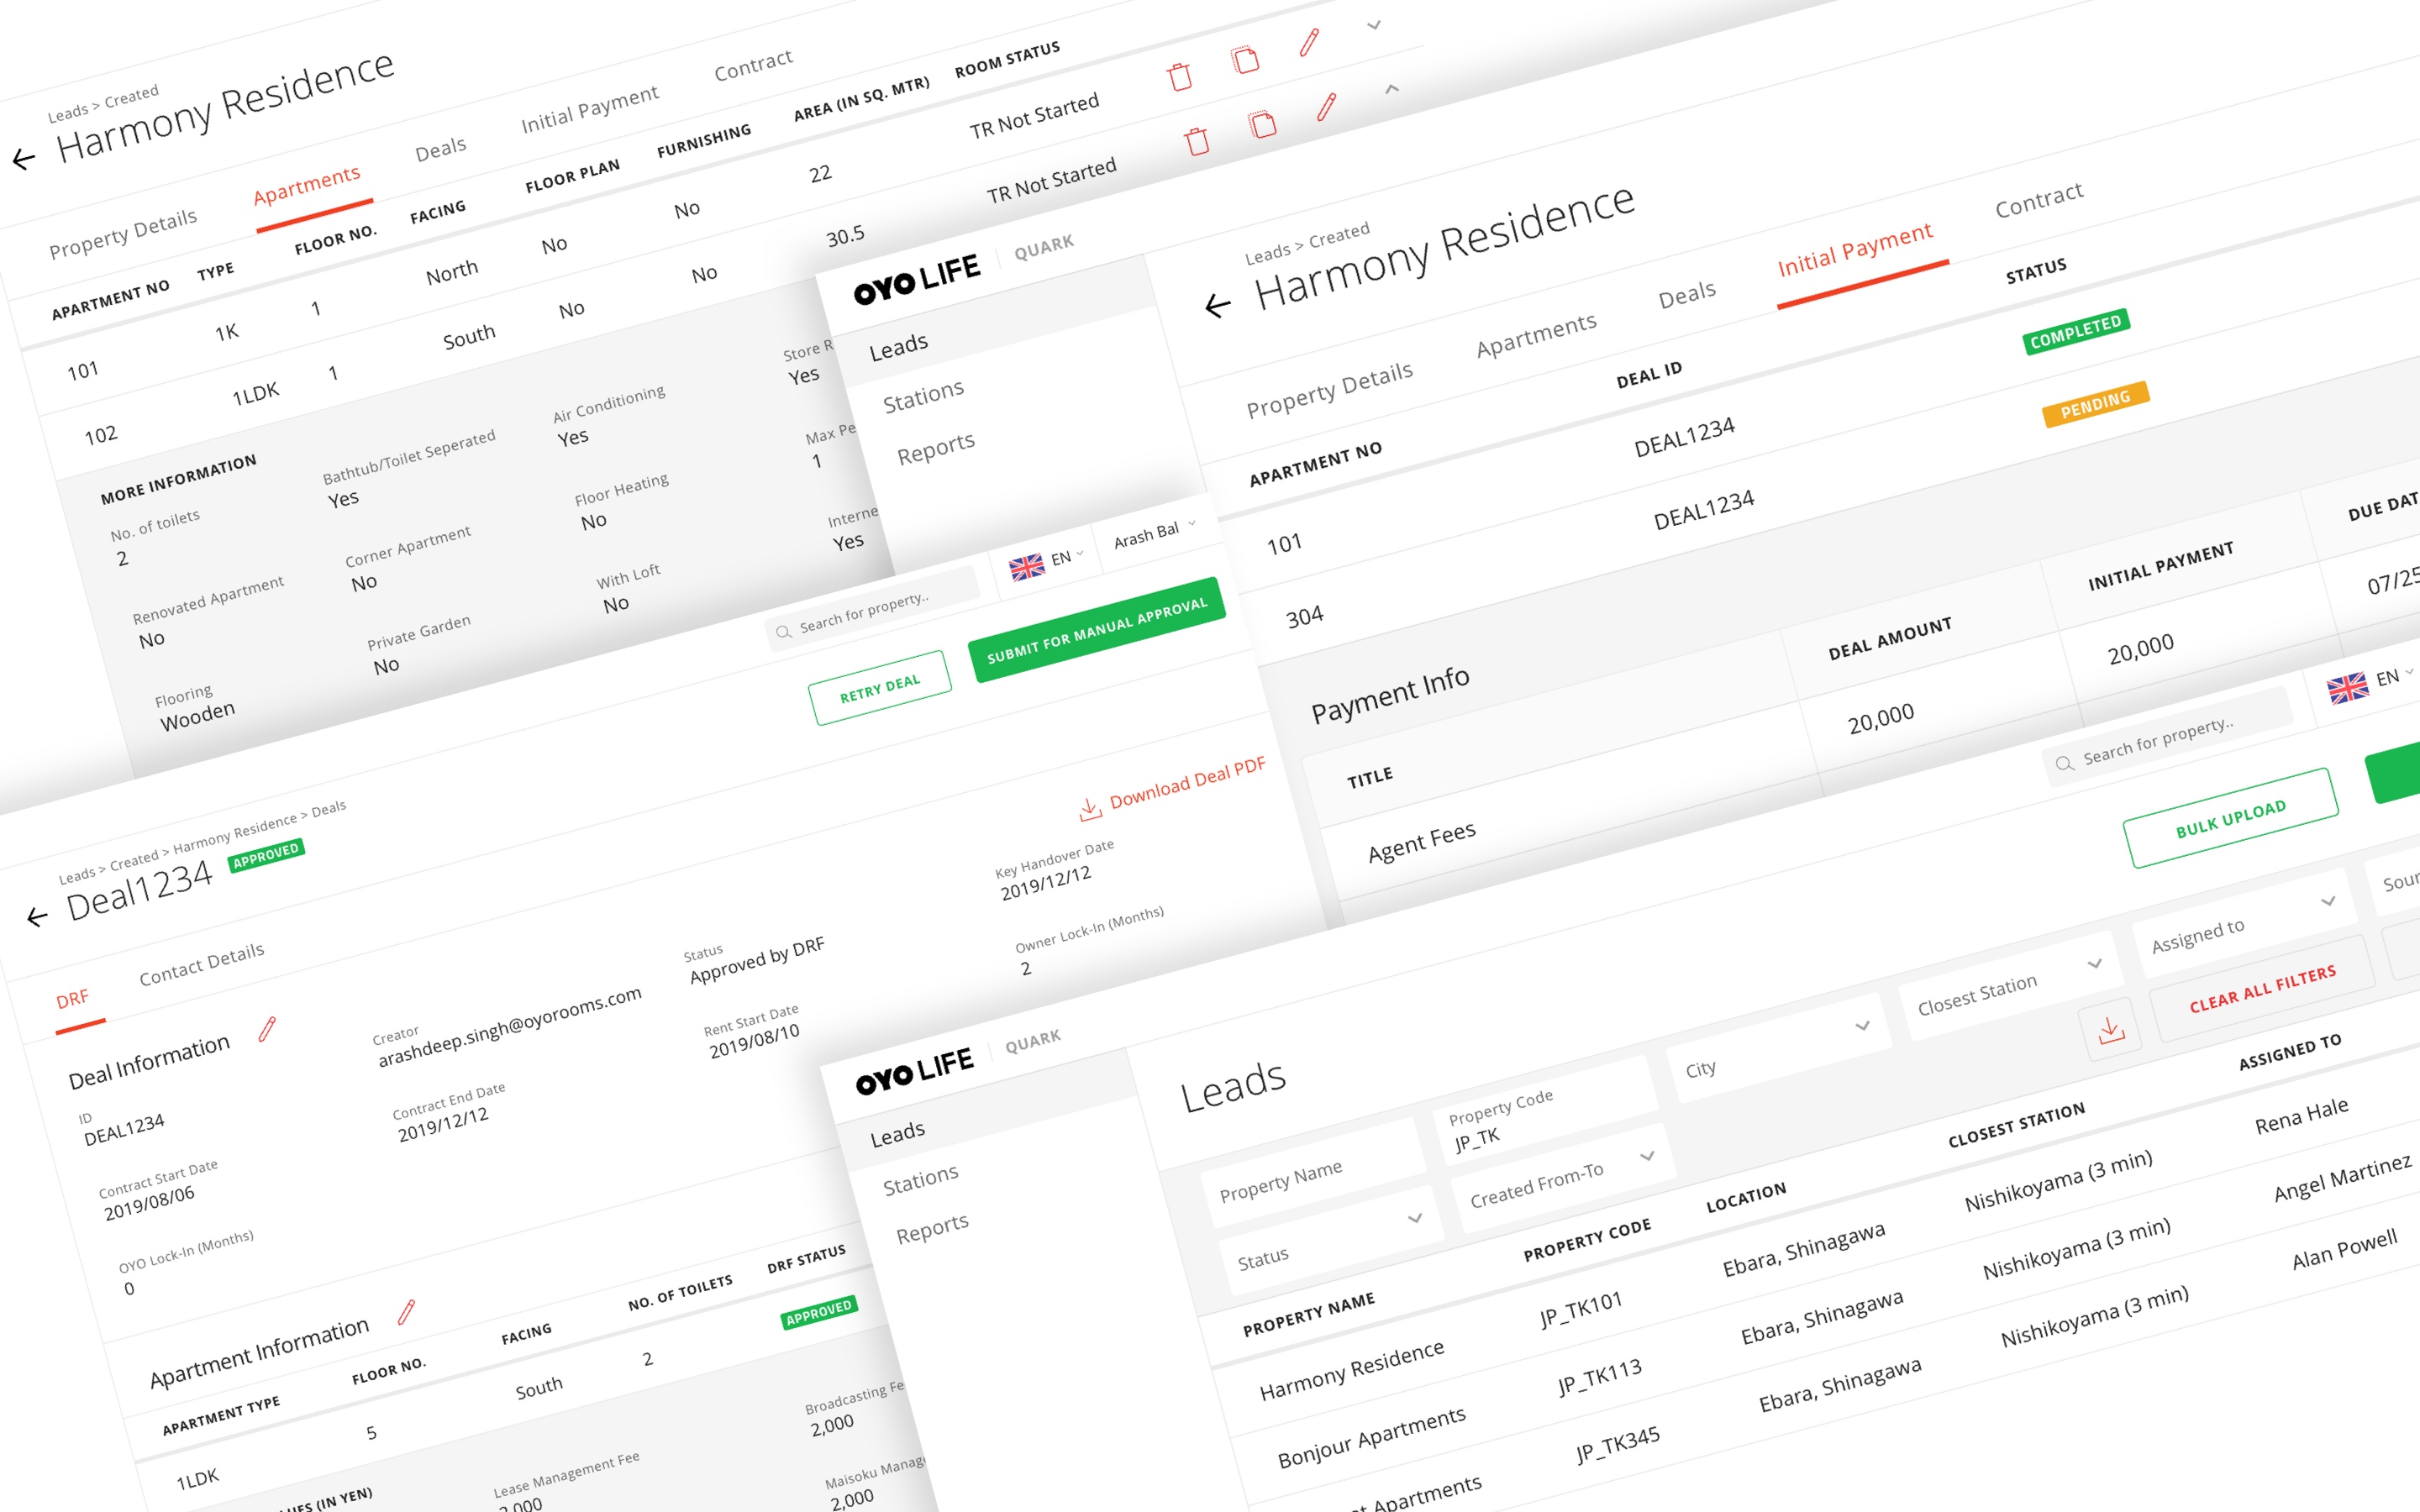 Leads > Created
Harmony Residence
Property Details Apartments Deals Initial Payment Contract
APARTMENT NO TYPE FLOOR NO. FACING FLOOR PLAN FURNISHING AREA (IN SQ. MTR) ROOM STATUS
101 1K 1 North No No 22 TR Not Started
102 1LDK 1 South No No 30.5 TR Not Started
MORE INFORMATION
No. of toilets
2
Bathtub/Toilet Seperated
Yes
Air Conditioning
Yes
Store R
Yes
Renovated Apartment
No
Corner Apartment
No
Floor Heating
No
Max Pe
1
Flooring
Wooden
Private Garden
No
With Loft
No
Interne
Yes
OYO LIFE QUARK
Leads
Stations
Reports
Leads > Created
Harmony Residence
Property Details Apartments Deals Initial Payment Contract
APARTMENT NO DEAL ID STATUS
101 DEAL1234 COMPLETED
304 DEAL1234 PENDING
Payment Info
TITLE DEAL AMOUNT INITIAL PAYMENT DUE DAT
Agent Fees 20,000 20,000 07/25
Search for property.. EN Arash Bal
RETRY DEAL SUBMIT FOR MANUAL APPROVAL
Leads > Created > Harmony Residence > Deals
Deal1234 APPROVED
DRF Contact Details
Download Deal PDF
Deal Information
ID
DEAL1234
Creator
arashdeep.singh@oyorooms.com
Status
Approved by DRF
Key Handover Date
2019/12/12
Contract Start Date
2019/08/06
Contract End Date
2019/12/12
Rent Start Date
2019/08/10
Owner Lock-In (Months)
2
OYO Lock-In (Months)
0
Apartment Information
APARTMENT TYPE FLOOR NO. FACING NO. OF TOILETS DRF STATUS
1LDK 5 South 2 APPROVED
(IN YEN)
Lease Management Fee
2,000
Broadcasting Fe
2,000
Maisoku Manag
2,000
OYO LIFE QUARK
Leads
Stations
Reports
Search for property.. EN
BULK UPLOAD
Leads
Property Name
Property Code
JP_TK
City
Closest Station
Assigned to
Sour
Status
Created From-To
CLEAR ALL FILTERS
PROPERTY NAME PROPERTY CODE LOCATION CLOSEST STATION ASSIGNED TO
Harmony Residence JP_TK101 Ebara, Shinagawa Nishikoyama (3 min) Rena Hale
Bonjour Apartments JP_TK113 Ebara, Shinagawa Nishikoyama (3 min) Angel Martinez
Apartments JP_TK345 Ebara, Shinagawa Nishikoyama (3 min) Alan Powell